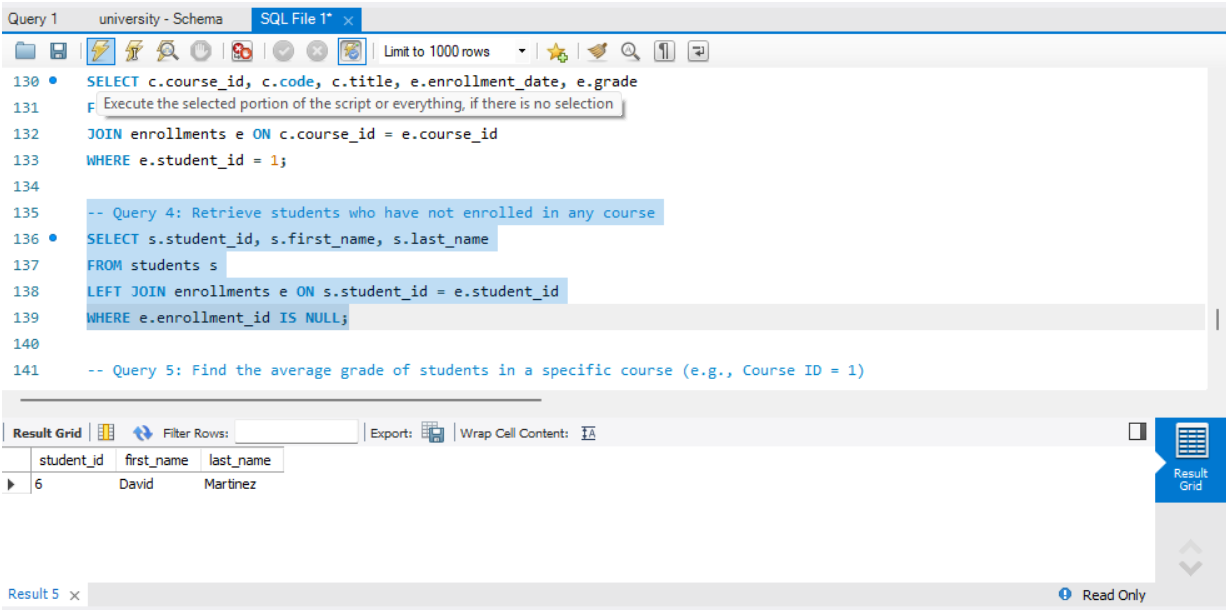 Query 1 university - Schema SQL File 1* ×
Limit to 1000 rows
130 SELECT c.course_id, c.code, c.title, e.enrollment_date, e.grade
131 F
Execute the selected portion of the script or everything, if there is no selection
132 JOIN enrollments e ON c.course_id = e.course_id
133 WHERE e.student_id = 1;
134
135 -- Query 4: Retrieve students who have not enrolled in any course
136 SELECT s.student_id, s.first_name, s.last_name
137 FROM students s
138 LEFT JOIN enrollments e ON s.student_id = e.student_id
139 WHERE e.enrollment_id IS NULL;
140
141 -- Query 5: Find the average grade of students in a specific course (e.g., Course ID = 1)
Result Grid Filter Rows: Export: Wrap Cell Content: IA
student_id first_name last_name
6 David Martinez
Result
Grid
Result 5 × Read Only